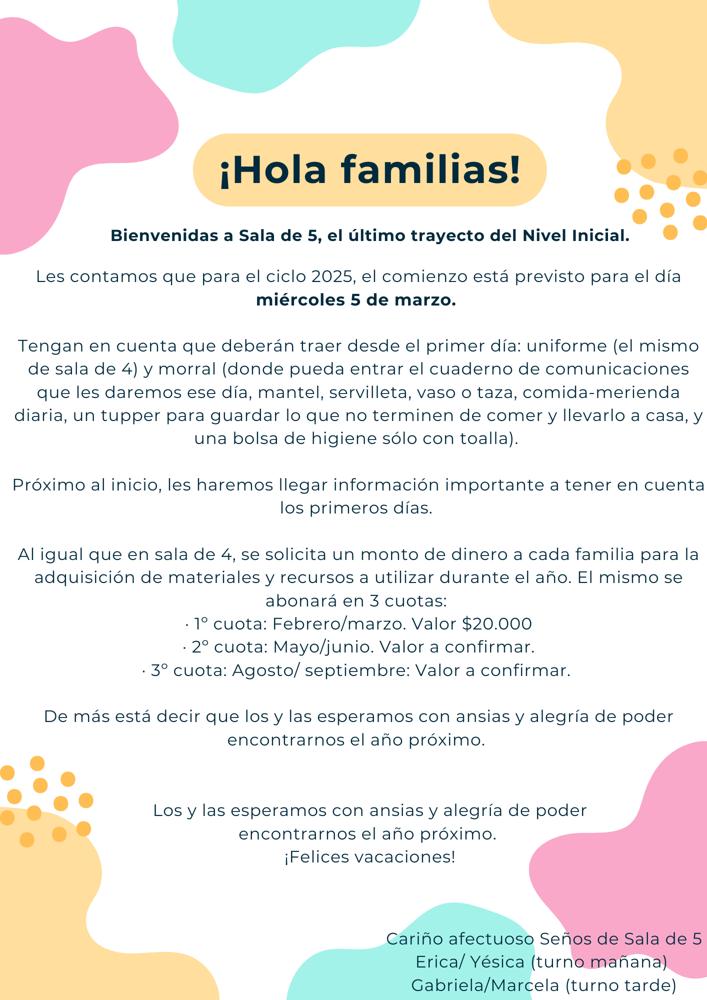 ¡Hola familias!
Bienvenidas a Sala de 5, el último trayecto del Nivel Inicial.
Les contamos que para el ciclo 2025, el comienzo está previsto para el día
miércoles 5 de marzo.
Tengan en cuenta que deberán traer desde el primer día: uniforme (el mismo
de sala de 4) y morral (donde pueda entrar el cuaderno de comunicaciones
que les daremos ese día, mantel, servilleta, vaso o taza, comida-merienda
diaria, un tupper para guardar lo que no terminen de comer y llevarlo a casa, y
una bolsa de higiene sólo con toalla).
Próximo al inicio, les haremos llegar información importante a tener en cuenta
los primeros días.
Al igual que en sala de 4, se solicita un monto de dinero a cada familia para la
adquisición de materiales y recursos a utilizar durante el año. El mismo se
abonará en 3 cuotas:
· 1º cuota: Febrero/marzo. Valor $20.000
· 2º cuota: Mayo/junio. Valor a confirmar.
· 3º cuota: Agosto/ septiembre: Valor a confirmar.
De más está decir que los y las esperamos con ansias y alegría de poder
encontrarnos el año próximo.
Los y las esperamos con ansias y alegría de poder
encontrarnos el año próximo.
¡Felices vacaciones!
Cariño afectuoso Seños de Sala de 5
Erica/ Yésica (turno mañana)
Gabriela/Marcela (turno tarde)